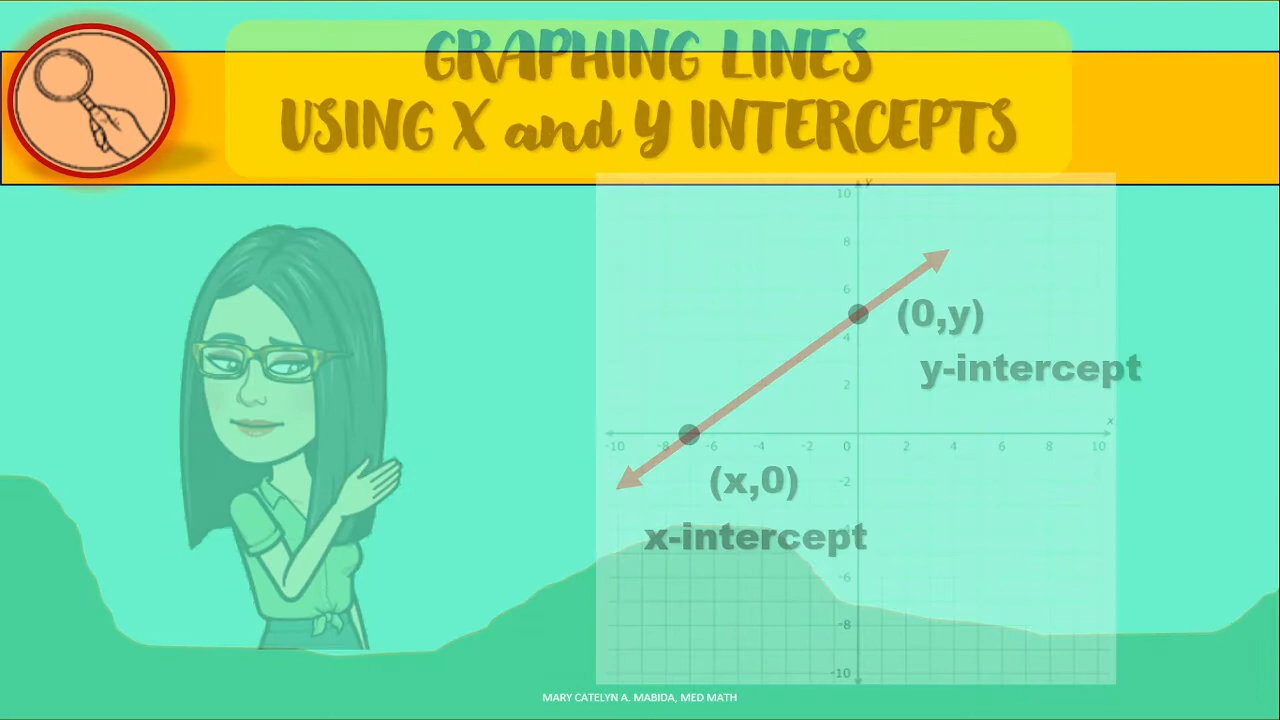 GRAPHING LINES
USING X and Y INTERCEPTS
y
10
8
6
(0,y)
4
y-intercept
2
x
-10 -8 -6 -4 -2 0 2 4 6 8 10
(x,0)
-2
x-intercept
-4
-6
-8
-10
MARY CATELYN A. MABIDA, MED MATH